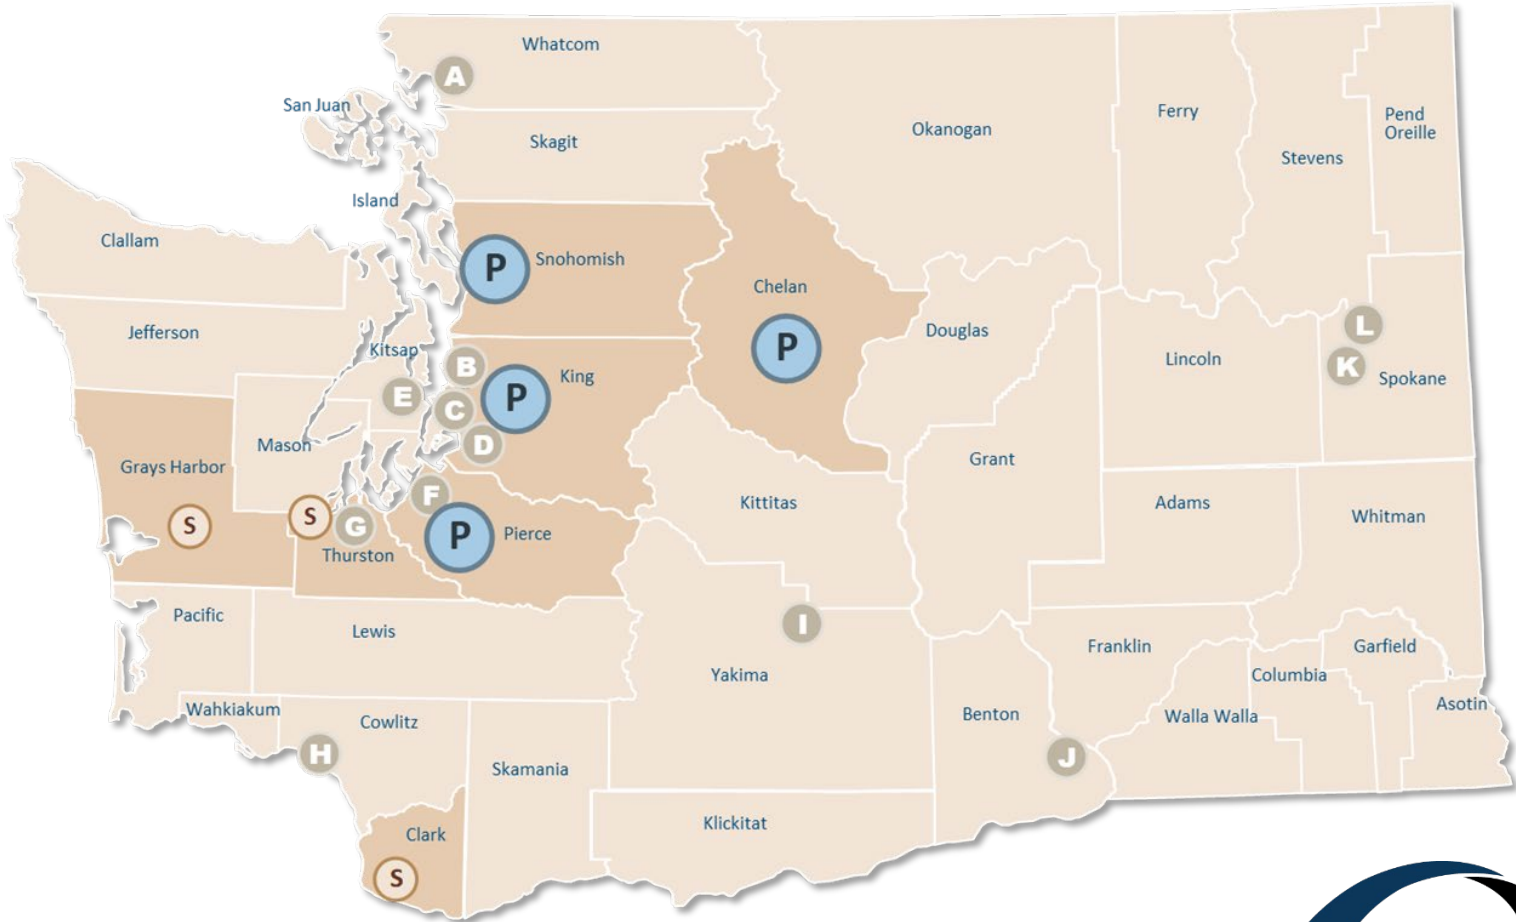 Whatcom
A
San Juan
Skagit
Okanogan
Ferry
Pend
Oreille
Stevens
Island
Clallam
P
Snohomish
Chelan
P
Jefferson
Kitsap
Douglas
L
Lincoln
K
Spokane
B
King
P
E
C
D
Mason
Grays Harbor
Grant
F
Kittitas
Adams
Whitman
S
S
G
P
Pierce
Thurston
Pacific
Lewis
I
Yakima
Franklin
Garfield
Columbia
Asotin
Wahkiakum
Cowlitz
Benton
Walla Walla
H
J
Skamania
Klickitat
Clark
S